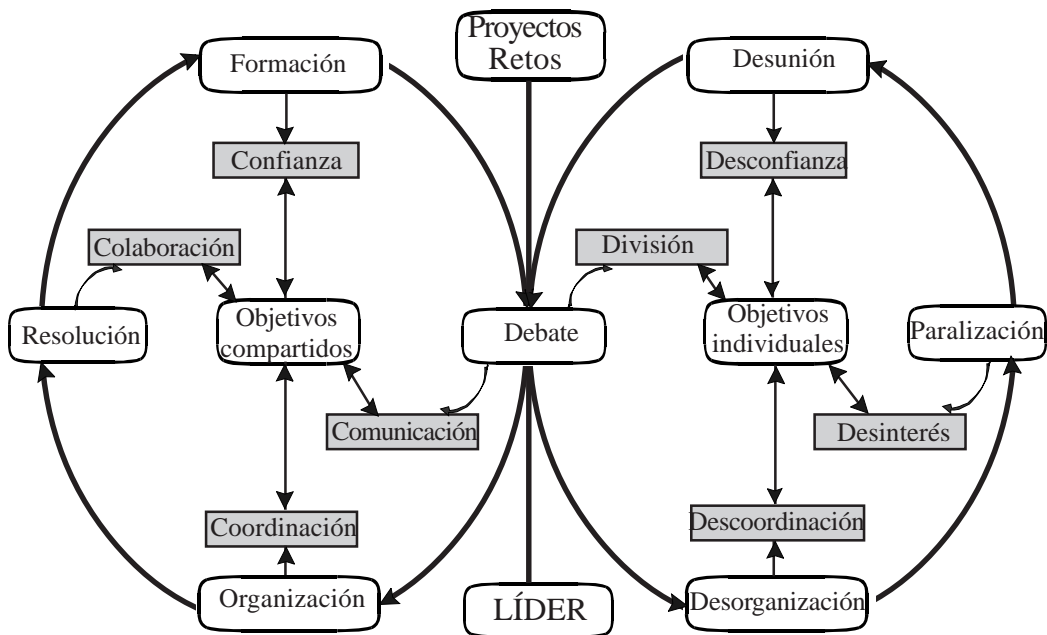 Proyectos
Retos
Formación
Desunión
Confianza
Desconfianza
Colaboración
División
Resolución
Objetivos
compartidos
Debate
Objetivos
individuales
Paralización
Comunicación
Desinterés
Coordinación
Descoordinación
Organización
LÍDER
Desorganización